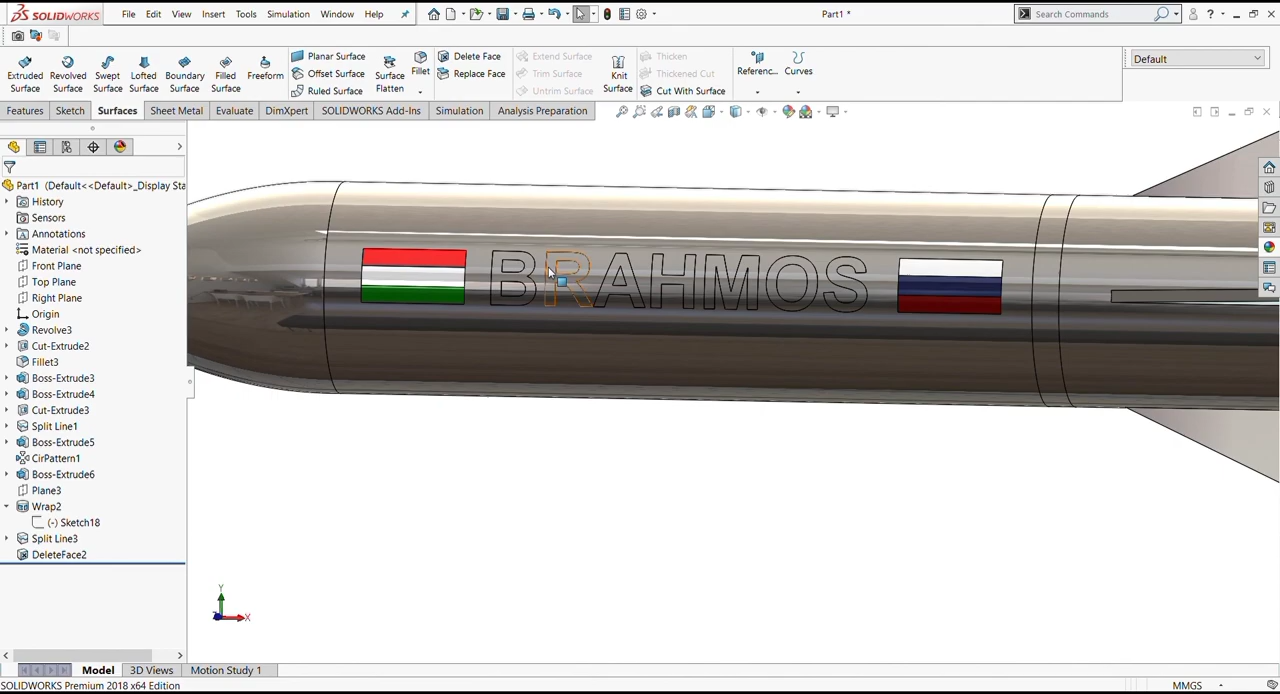 SOLIDWORKS File Edit View Insert Tools Simulation Window Help Part1 * Search Commands
Extruded Surface Revolved Surface Swept Surface Lofted Surface Boundary Surface Filled Surface Freeform
Planar Surface
Offset Surface
Ruled Surface
Surface Flatten
Fillet
Delete Face
Replace Face
Extend Surface
Trim Surface
Untrim Surface
Knit Surface
Thicken
Thickened Cut
Cut With Surface
Referenc... Curves
Default
Features Sketch Surfaces Sheet Metal Evaluate DimXpert SOLIDWORKS Add-Ins Simulation Analysis Preparation
Part1 (Default<<Default>_Display Sta
History
Sensors
Annotations
Material <not specified>
Front Plane
Top Plane
Right Plane
Origin
Revolve3
Cut-Extrude2
Fillet3
Boss-Extrude3
Boss-Extrude4
Cut-Extrude3
Split Line1
Boss-Extrude5
CirPattern1
Boss-Extrude6
Plane3
Wrap2
(-) Sketch18
Split Line3
DeleteFace2
BRAHMOS
Y
X
Model 3D Views Motion Study 1
SOLIDWORKS Premium 2018 x64 Edition MMGS